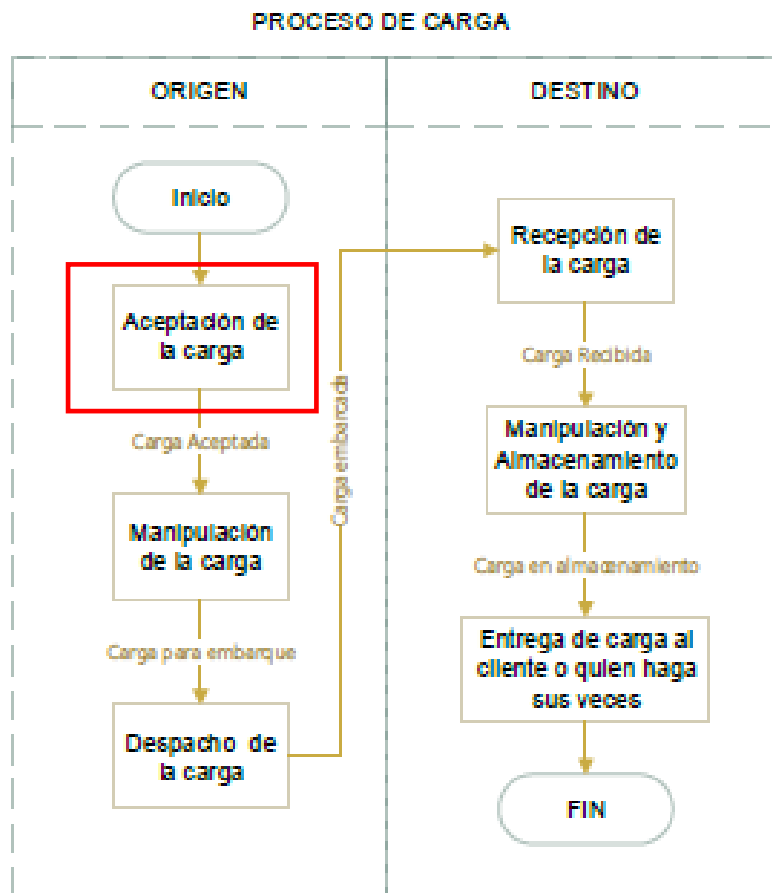 PROCESO DE CARGA
ORIGEN
Inicio
Aceptación de
la carga
Carga Aceptada
Manipulación
de la carga
Carga para embarque
Despacho de
la carga
Carga embarcada
DESTINO
Recepción de
la carga
Carga Recibida
Manipulación y
Almacenamiento
de la carga
Carga en almacenamiento
Entrega de carga al
cliente o quien haga
sus veces
FIN